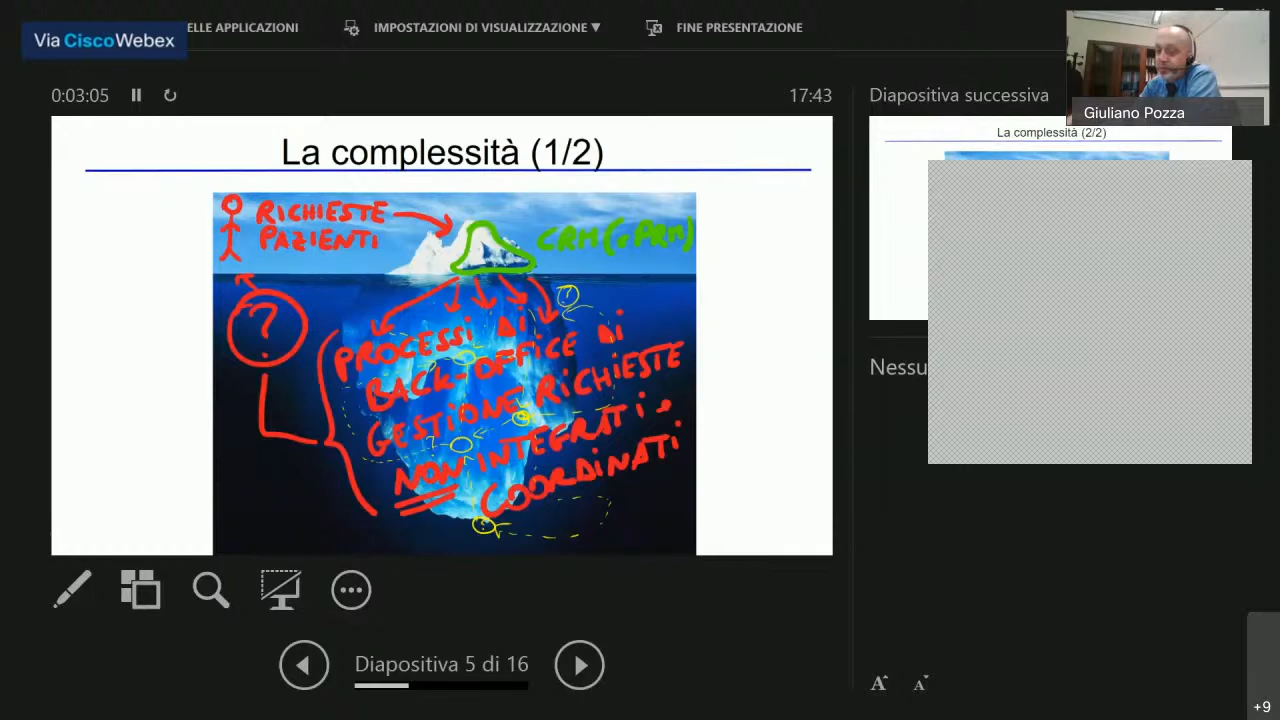 Via Cisco Webex
ELLE APPLICAZIONI
IMPOSTAZIONI DI VISUALIZZAZIONE ▼
FINE PRESENTAZIONE
Giuliano Pozza
0:03:05
17:43
Diapositiva successiva
La complessità (1/2)
RICHIESTE
PAZIENTI
CRM
?
?
PROCESSI DI
BACK-OFFICE DI
GESTIONE RICHIESTE
NON INTEGRATI e
COORDINATI
?
La complessità (2/2)
Nessu
Diapositiva 5 di 16
A
A
+9